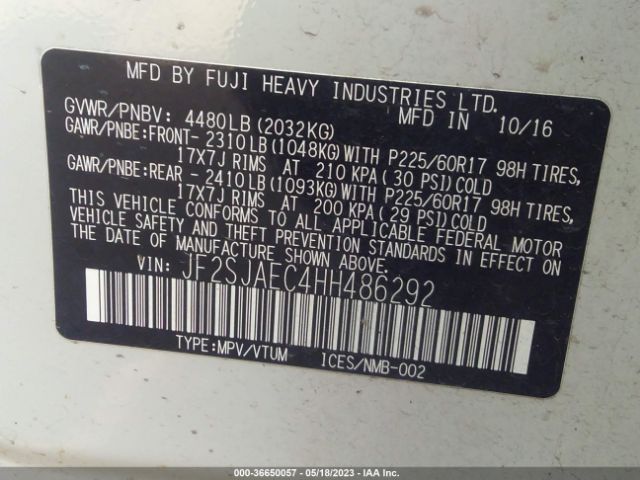 MFD BY FUJI HEAVY INDUSTRIES LTD.
GVWR/PNBV: 4480LB(2032KG) MFD IN 10/16
GAWR/PNBE:FRONT-2310LB(1048KG)WITH P225/60R17 98H TIRES,
17X7J RIMS AT 210 KPA(30 PSI)COLD
GAWR/PNBE:REAR -2410LB(1093KG)WITH P225/60R17 98H TIRES,
17X7J RIMS AT 200 KPA(29 PSI)COLD
THIS VEHICLE CONFORMS TO ALL APPLICABLE FEDERAL MOTOR
VEHICLE SAFETY AND THEFT PREVENTION STANDARDS IN EFFECT ON
THE DATE OF MANUFACTURE SHOWN ABOVE.
VIN: JF2SJAEC4HH486292
TYPE:MPV/VTUM ICES/NMB-002
000-36650057 - 05/18/2023 - IAAI.COM